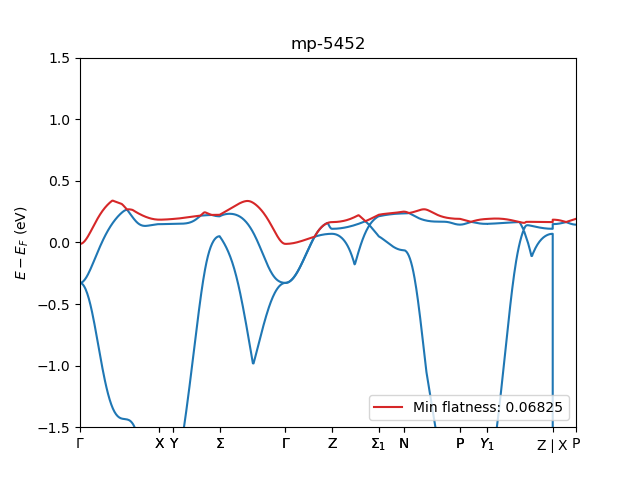 mp-5452
E − E_F (eV)
1.5
1.0
0.5
0.0
−0.5
−1.0
−1.5
Min flatness: 0.06825
Γ X Y Σ Γ Z Σ₁ N P Y₁ Z | X P